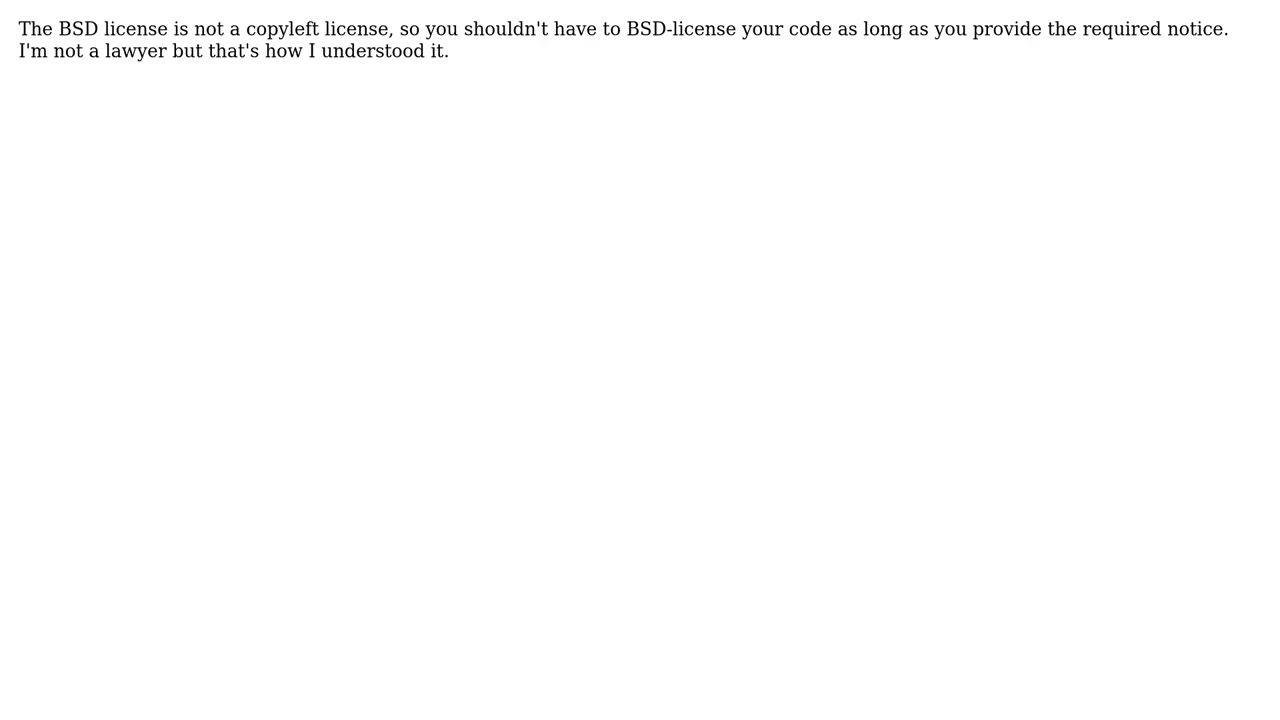 The BSD license is not a copyleft license, so you shouldn't have to BSD-license your code as long as you provide the required notice.
I'm not a lawyer but that's how I understood it.